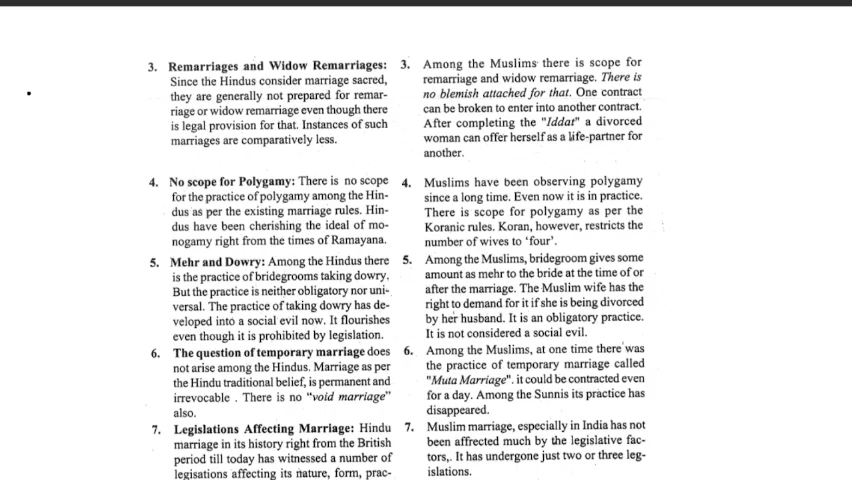 3. Remarriages and Widow Remarriages:
Since the Hindus consider marriage sacred,
they are generally not prepared for remar-
riage or widow remarriage even though there
is legal provision for that. Instances of such
marriages are comparatively less.
4. No scope for Polygamy: There is no scope
for the practice of polygamy among the Hin-
dus as per the existing marriage rules. Hin-
dus have been cherishing the ideal of mo-
nogamy right from the times of Ramayana.
5. Mehr and Dowry: Among the Hindus there
is the practice of bridegrooms taking dowry.
But the practice is neither obligatory nor uni-
versal. The practice of taking dowry has de-
veloped into a social evil now. It flourishes
even though it is prohibited by legislation.
6. The question of temporary marriage does
not arise among the Hindus. Marriage as per
the Hindu traditional belief, is permanent and
irrevocable . There is no "void marriage"
also.
7. Legislations Affecting Marriage: Hindu
marriage in its history right from the British
period till today has witnessed a number of
legisations affecting its nature, form, prac-
3. Among the Muslims there is scope for
remarriage and widow remarriage. There is
no blemish attached for that. One contract
can be broken to enter into another contract.
After completing the "Iddat" a divorced
woman can offer herself as a life-partner for
another.
4. Muslims have been observing polygamy
since a long time. Even now it is in practice.
There is scope for polygamy as per the
Koranic rules. Koran, however, restricts the
number of wives to 'four'.
5. Among the Muslims, bridegroom gives some
amount as mehr to the bride at the time of or
after the marriage. The Muslim wife has the
right to demand for it if she is being divorced
by her husband. It is an obligatory practice.
It is not considered a social evil.
6. Among the Muslims, at one time there was
the practice of temporary marriage called
"Muta Marriage". it could be contracted even
for a day. Among the Sunnis its practice has
disappeared.
7. Muslim marriage, especially in India has not
been affrected much by the legislative fac-
tors,. It has undergone just two or three leg-
islations.